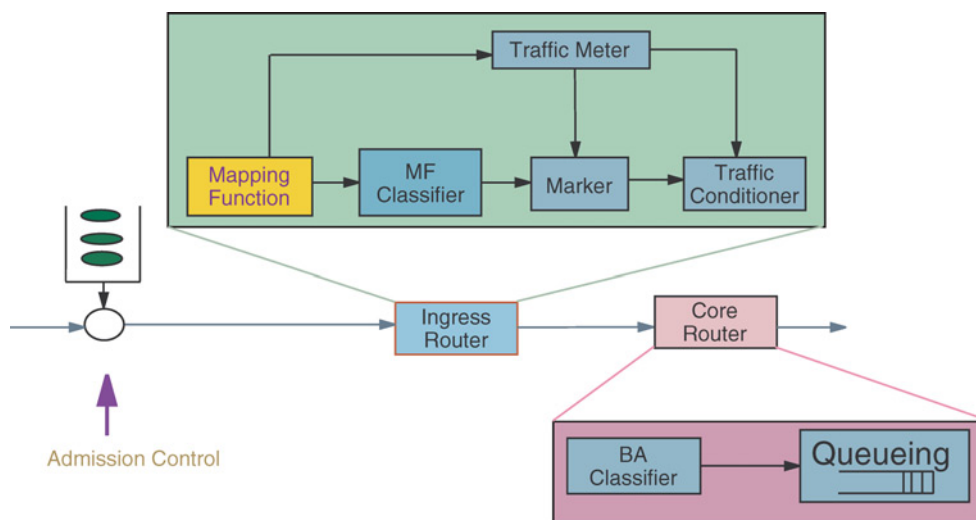 Traffic Meter
Mapping
Function
MF
Classifier
Marker
Traffic
Conditioner
Ingress
Router
Core
Router
Admission Control
BA
Classifier
Queueing